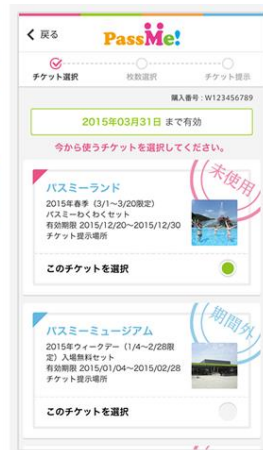 戻る
PassMe!
チケット選択 枚数選択 チケット提示
購入番号：W123456789
2015年03月31日 まで有効
今から使うチケットを選択してください。
未使用
パスミーランド
2015年春季（3/1〜3/20限定）
パスミーわくわくセット
有効期限 2015/12/20〜2015/12/30
チケット提示場所
このチケットを選択
期間外
パスミーミュージアム
2015年ウィークデー（1/4〜2/28限
定）入場無料セット
有効期限 2015/01/04〜2015/02/28
チケット提示場所
このチケットを選択